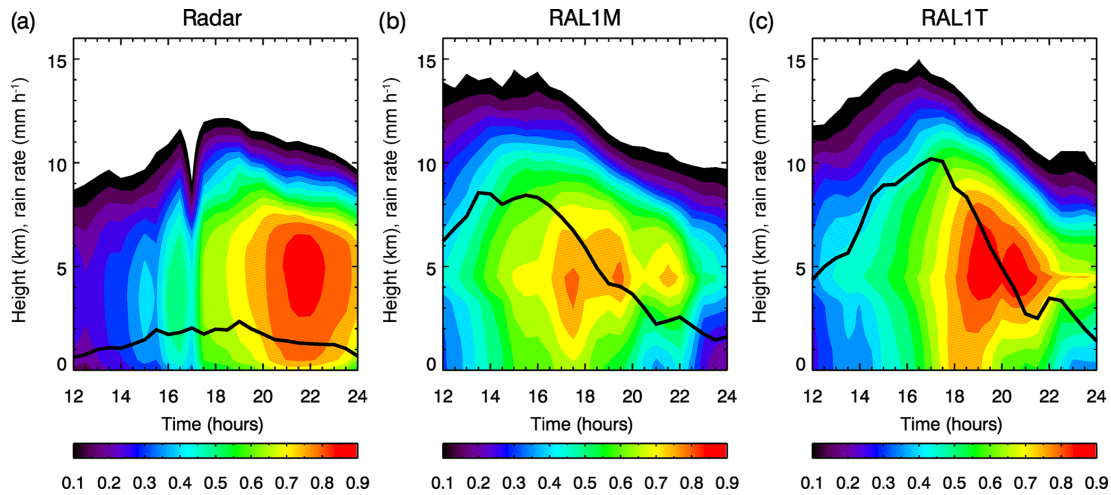 (a) Radar
Height (km), rain rate (mm h⁻¹)
15
10
5
0
12 14 16 18 20 22 24
Time (hours)
0.1 0.2 0.3 0.4 0.5 0.6 0.7 0.8 0.9
(b) RAL1M
Height (km), rain rate (mm h⁻¹)
15
10
5
0
12 14 16 18 20 22 24
Time (hours)
0.1 0.2 0.3 0.4 0.5 0.6 0.7 0.8 0.9
(c) RAL1T
Height (km), rain rate (mm h⁻¹)
15
10
5
0
12 14 16 18 20 22 24
Time (hours)
0.1 0.2 0.3 0.4 0.5 0.6 0.7 0.8 0.9